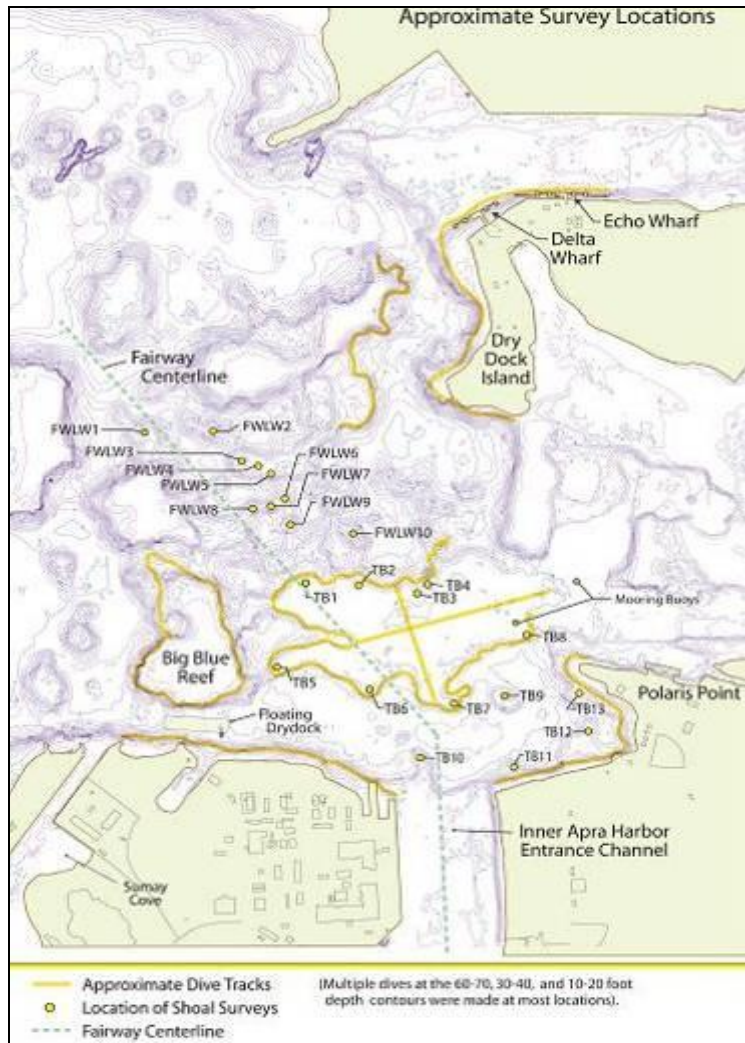 Approximate Survey Locations
Echo Wharf
Delta
Wharf
Dry
Dock
Island
Fairway
Centerline
FWLW1
FWLW2
FWLW3
FWLW4
FWLW5
FWLW6
FWLW7
FWLW8
FWLW9
FWLW10
TB1
TB2
TB4
TB3
Mooring Buoys
TB8
Big Blue
Reef
TB5
TB6
TB7
TB9
TB13
Polaris Point
Floating
Drydock
TB12
TB10
TB11
Inner Apra Harbor
Entrance Channel
Sumay
Cove
Approximate Dive Tracks
Location of Shoal Surveys
Fairway Centerline
(Multiple dives at the 60-70, 30-40, and 10-20 foot
depth contours were made at most locations).